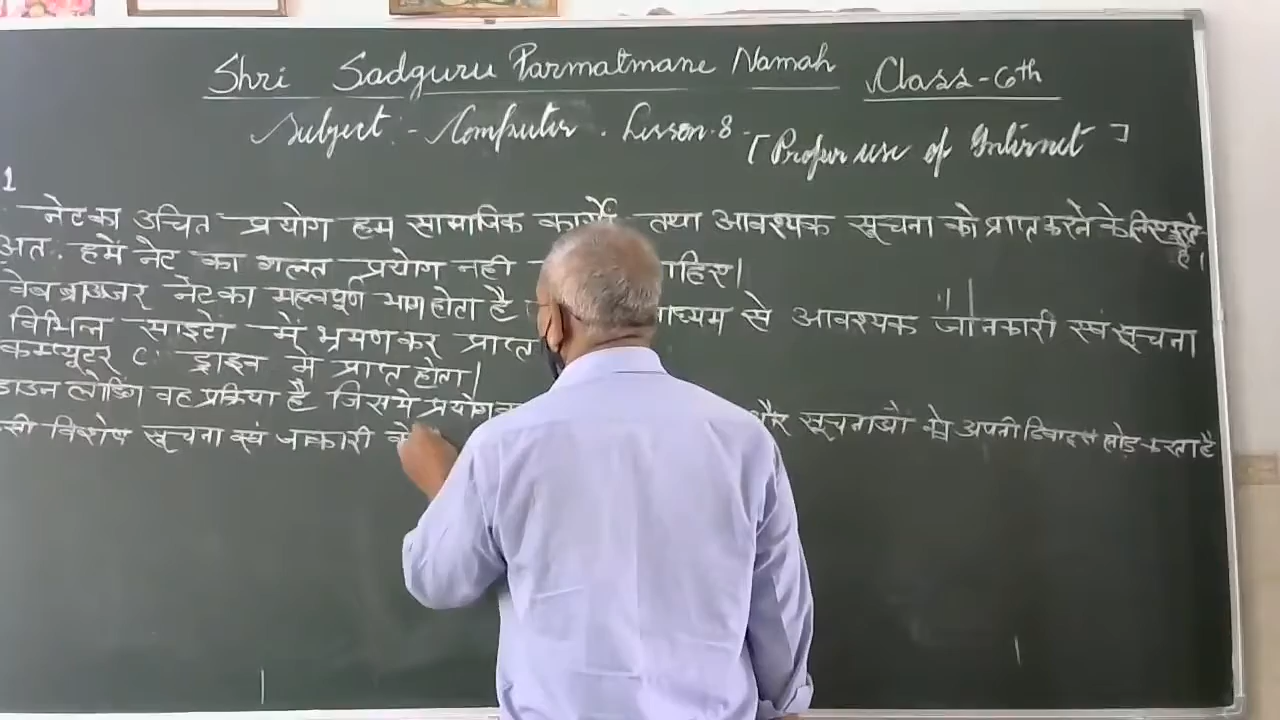 Shri Sadguru Parmatmane Namah Class-6th
Subject:- Computer. Lesson.8-
[Proper use of Internet]
1
नेट का उचित प्रयोग हम सामाजिक कार्यों तथा आवश्यक सूचना को प्राप्त करने के लिए करते है।
अत. हमें नेट का गलत प्रयोग नही ाहिए।
वेब ब्राउजर नेट का महत्वपूर्ण भाग होता है ाध्यम से आवश्यक जानकारी एवं सूचना
विभिन्न साइटो में भ्रमण कर प्राप्त
कम्प्यूटर C: ड्राइव मे प्राप्त होता।
डाउन लोडिंग वह प्रक्रिया है जिसमे प्रयोग और सूचनाओ को अपनी लोड करता है
सी विशेष सूचना एवं जानकारी को